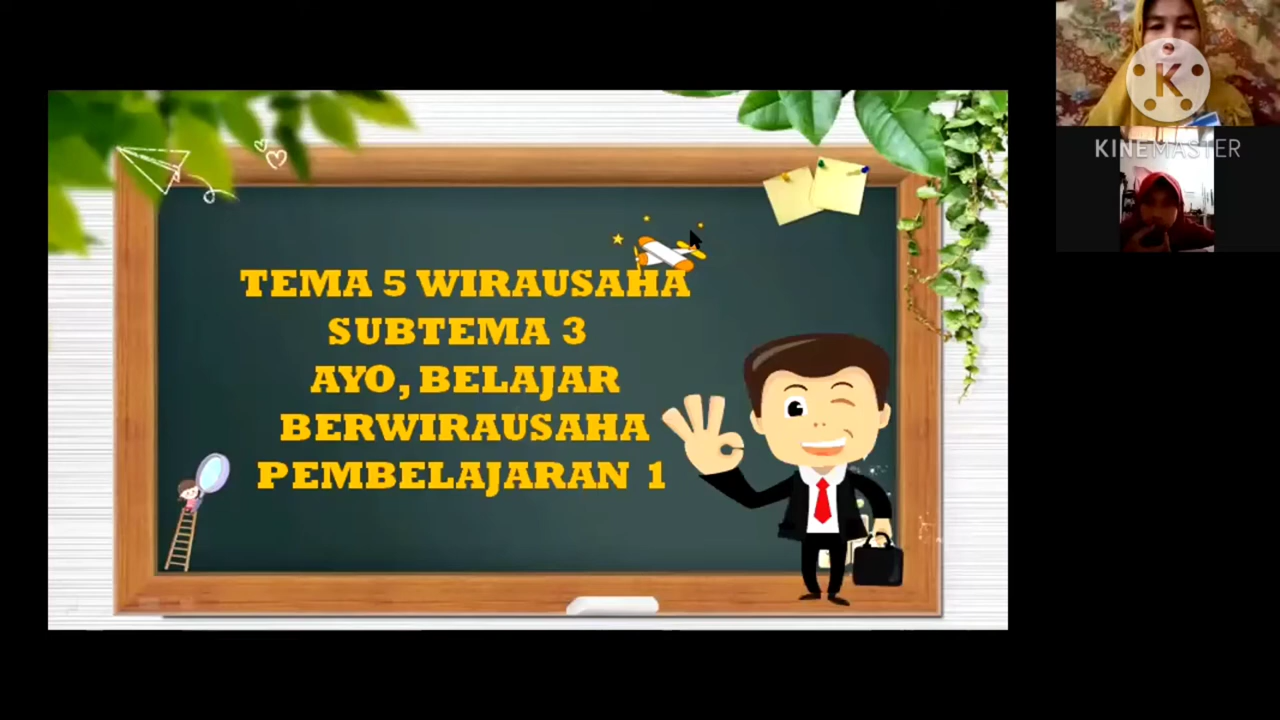 TEMA 5 WIRAUSAHA
SUBTEMA 3
AYO, BELAJAR
BERWIRAUSAHA
PEMBELAJARAN 1
K
KINEMASTER